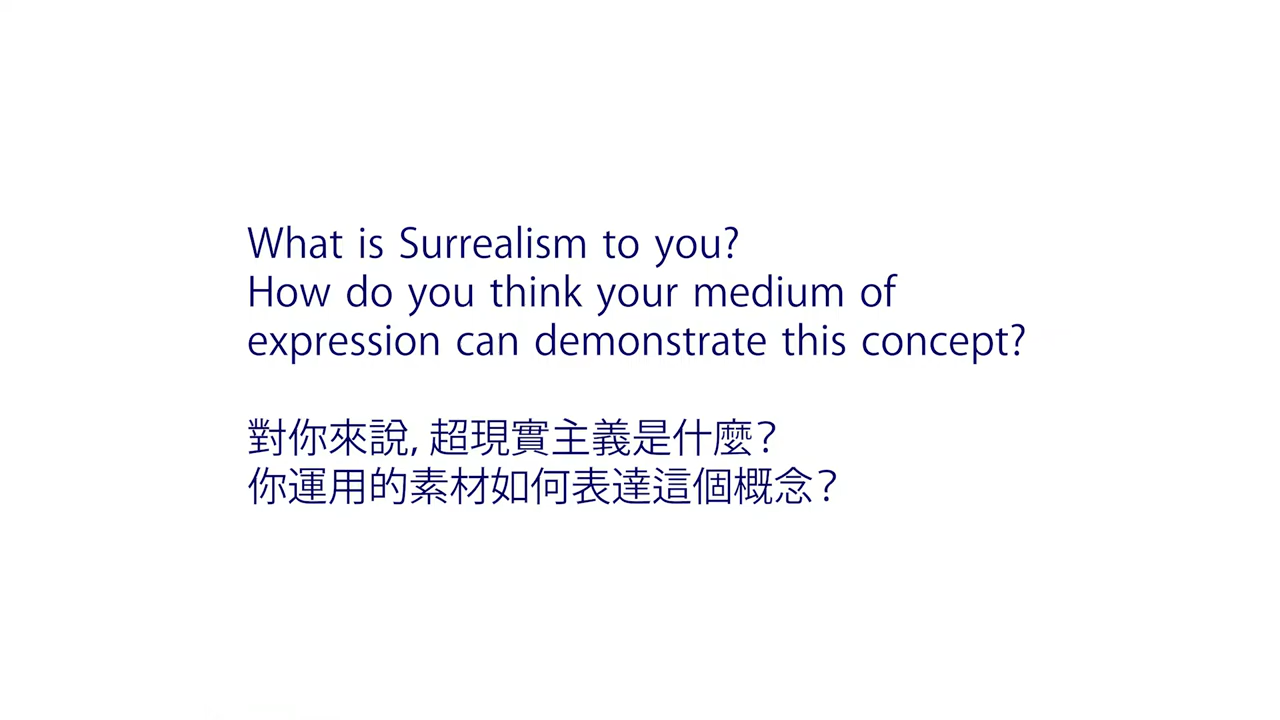 What is Surrealism to you?
How do you think your medium of
expression can demonstrate this concept?
對你來說, 超現實主義是什麼?
你運用的素材如何表達這個概念?